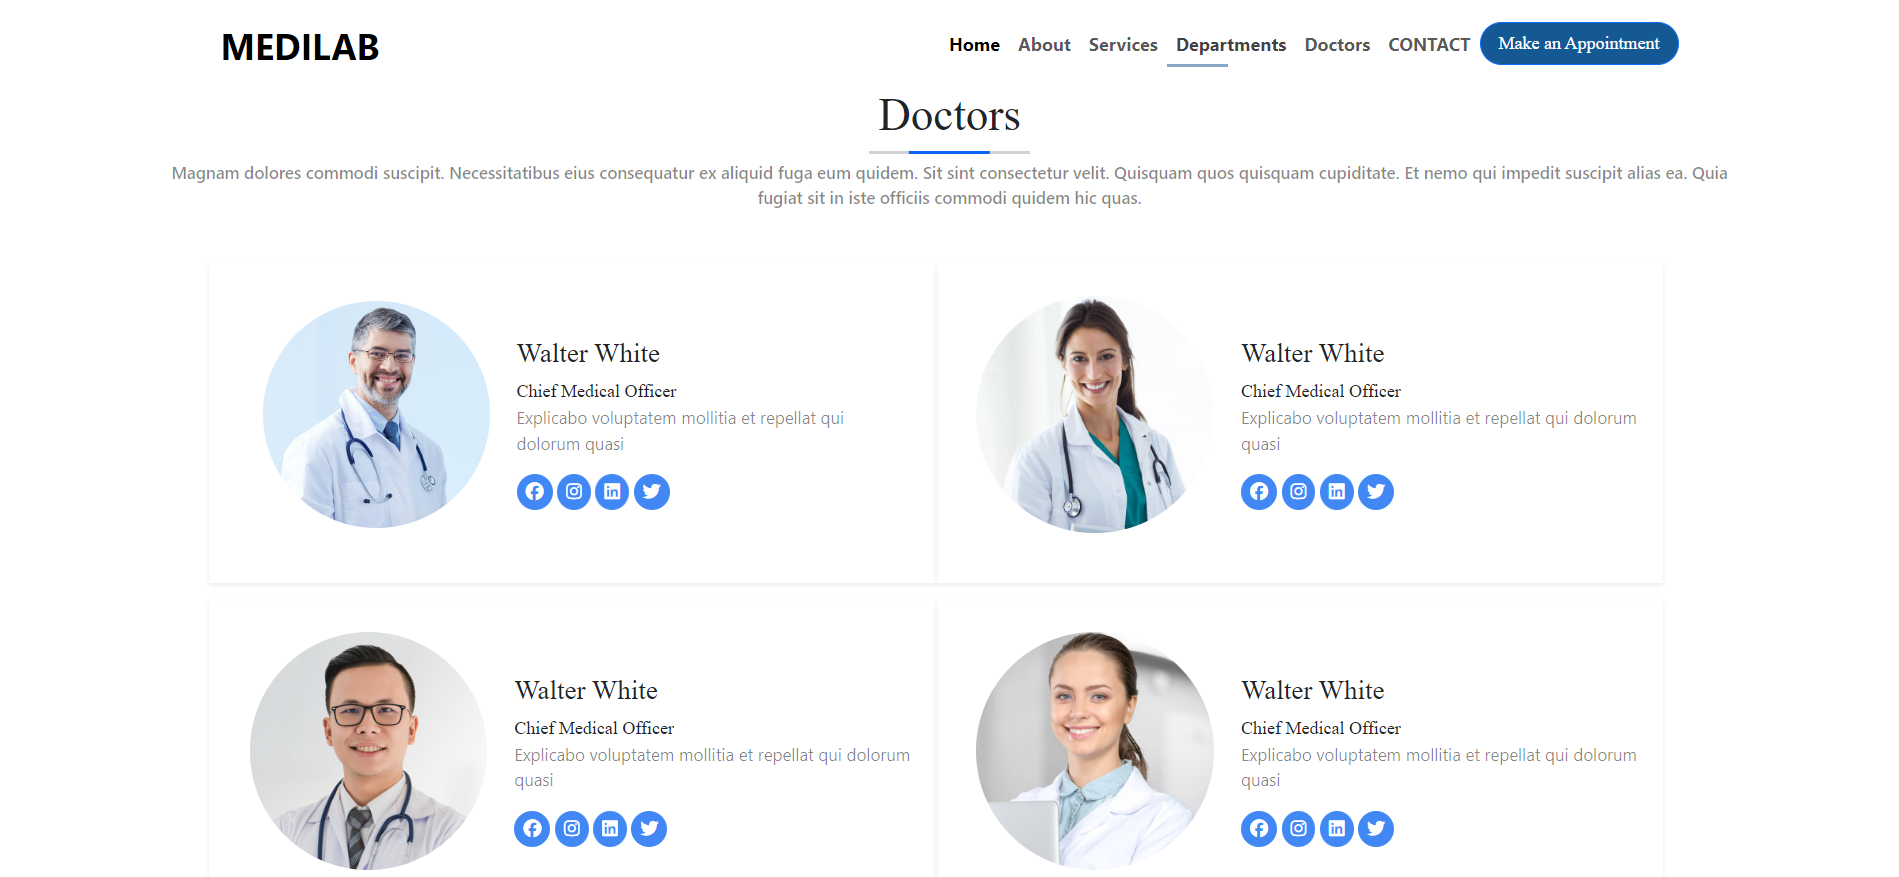 MEDILAB
Home About Services Departments Doctors CONTACT Make an Appointment
Doctors
Magnam dolores commodi suscipit. Necessitatibus eius consequatur ex aliquid fuga eum quidem. Sit sint consectetur velit. Quisquam quos quisquam cupiditate. Et nemo qui impedit suscipit alias ea. Quia
fugiat sit in iste officiis commodi quidem hic quas.
Walter White
Chief Medical Officer
Explicabo voluptatem mollitia et repellat qui
dolorum quasi
Walter White
Chief Medical Officer
Explicabo voluptatem mollitia et repellat qui dolorum
quasi
Walter White
Chief Medical Officer
Explicabo voluptatem mollitia et repellat qui dolorum
quasi
Walter White
Chief Medical Officer
Explicabo voluptatem mollitia et repellat qui dolorum
quasi